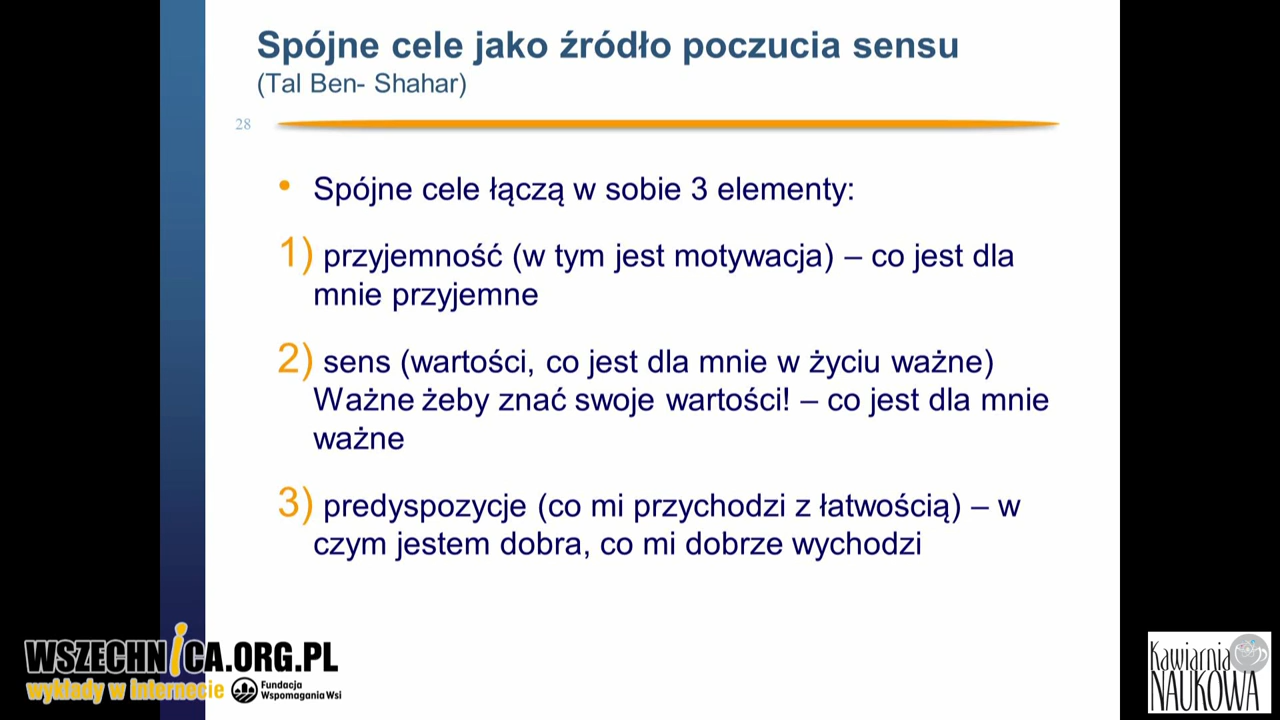 Spójne cele jako źródło poczucia sensu
(Tal Ben- Shahar)
28
• Spójne cele łączą w sobie 3 elementy:
1) przyjemność (w tym jest motywacja) – co jest dla
mnie przyjemne
2) sens (wartości, co jest dla mnie w życiu ważne)
Ważne żeby znać swoje wartości! – co jest dla mnie
ważne
3) predyspozycje (co mi przychodzi z łatwością) – w
czym jestem dobra, co mi dobrze wychodzi
WSZECHNiCA.ORG.PL
wykłady w internecie
Fundacja
Wspomagania Wsi
Kawiarnia
NAUKOWA